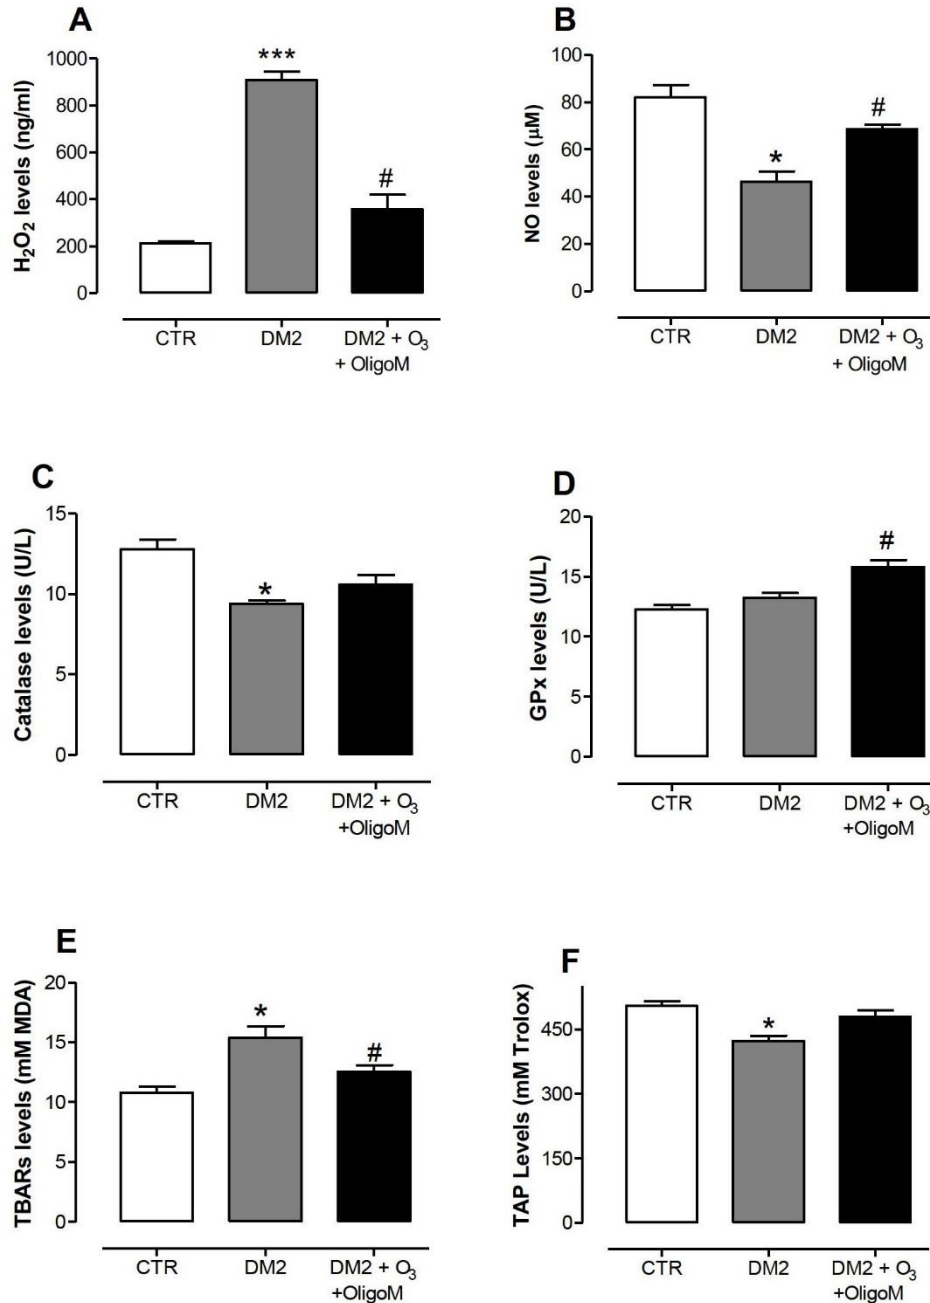 A
H₂O₂ levels (ng/ml)
1000
800
600
400
200
0
***
#
CTR
DM2
DM2 + O₃
+ OligoM
B
NO levels (µM)
100
80
60
40
20
0
*
#
CTR
DM2
DM2 + O₃
+ OligoM
C
Catalase levels (U/L)
15
10
5
0
*
CTR
DM2
DM2 + O₃
+OligoM
D
GPx levels (U/L)
20
15
10
5
0
#
CTR
DM2
DM2 + O₃
+OligoM
E
TBARs levels (mM MDA)
20
15
10
5
0
*
#
CTR
DM2
DM2 + O₃
+OligoM
F
TAP Levels (mM Trolox)
450
300
150
0
*
CTR
DM2
DM2 + O₃
+OligoM